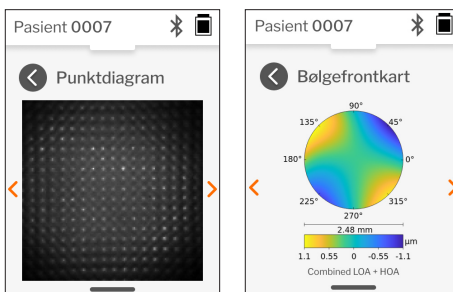 Pasient 0007
Punktdiagram
Pasient 0007
Bølgefrontkart
90°
135°
45°
180°
0°
225°
315°
270°
2.48 mm
µm
1.1 0.55 0 -0.55 -1.1
Combined LOA + HOA